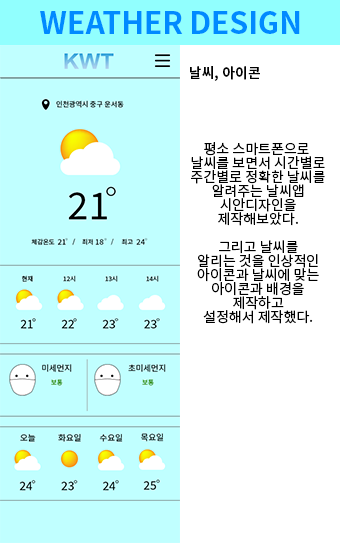 WEATHER DESIGN
KWT
날씨, 아이콘
인천광역시 중구 운서동
21°
체감온도 21° / 최저 18° / 최고 24°
현재 12시 13시 14시
21° 22° 23° 23°
미세먼지 초미세먼지
보통 보통
오늘 화요일 수요일 목요일
24° 23° 24° 25°
평소 스마트폰으로
날씨를 보면서 시간별로
주간별로 정확한 날씨를
알려주는 날씨앱
시안디자인을
제작해보았다.
그리고 날씨를
알리는 것을 인상적인
아이콘과 날씨에 맞는
아이콘과 배경을
제작하고
설정해서 제작했다.